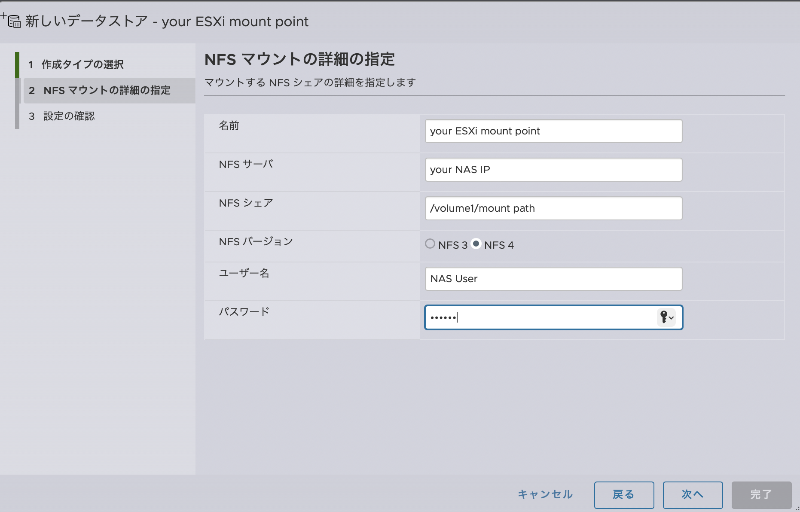 新しいデータストア - your ESXi mount point
1 作成タイプの選択
2 NFS マウントの詳細の指定
3 設定の確認
NFS マウントの詳細の指定
マウントする NFS シェアの詳細を指定します
名前
your ESXi mount point
NFS サーバ
your NAS IP
NFS シェア
/volume1/mount path
NFS バージョン
NFS 3 NFS 4
ユーザー名
NAS User
パスワード
••••••
キャンセル 戻る 次へ 完了